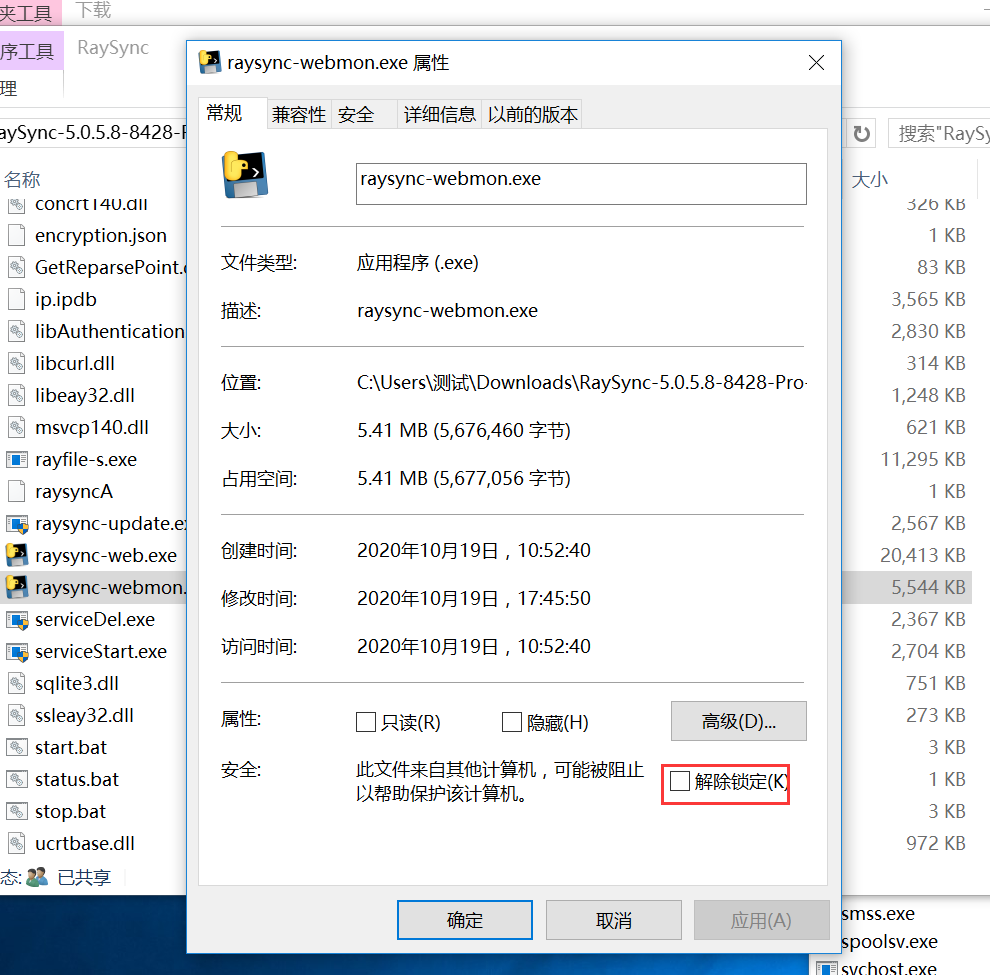 夹工具 下载
序工具 RaySync
理
raysync-webmon.exe 属性
常规 兼容性 安全 详细信息 以前的版本
aySync-5.0.5.8-8428-P
搜索"RaySy
raysync-webmon.exe
名称 大小
concrt140.dll 326 KB
encryption.json 1 KB
GetReparsePoint. 83 KB
ip.ipdb 3,565 KB
libAuthentication 2,830 KB
libcurl.dll 314 KB
libeay32.dll 1,248 KB
msvcp140.dll 621 KB
rayfile-s.exe 11,295 KB
raysyncA 1 KB
raysync-update.ex 2,567 KB
raysync-web.exe 20,413 KB
raysync-webmon. 5,544 KB
serviceDel.exe 2,367 KB
serviceStart.exe 2,704 KB
sqlite3.dll 751 KB
ssleay32.dll 273 KB
start.bat 3 KB
status.bat 1 KB
stop.bat 3 KB
ucrtbase.dll 972 KB
态: 已共享
文件类型: 应用程序 (.exe)
描述: raysync-webmon.exe
位置: C:\Users\测试\Downloads\RaySync-5.0.5.8-8428-Pro-
大小: 5.41 MB (5,676,460 字节)
占用空间: 5.41 MB (5,677,056 字节)
创建时间: 2020年10月19日，10:52:40
修改时间: 2020年10月19日，17:45:50
访问时间: 2020年10月19日，10:52:40
属性: 只读(R) 隐藏(H) 高级(D)...
安全: 此文件来自其他计算机，可能被阻止
以帮助保护该计算机。
解除锁定(K)
确定 取消 应用(A)
smss.exe
spoolsv.exe
svchost.exe